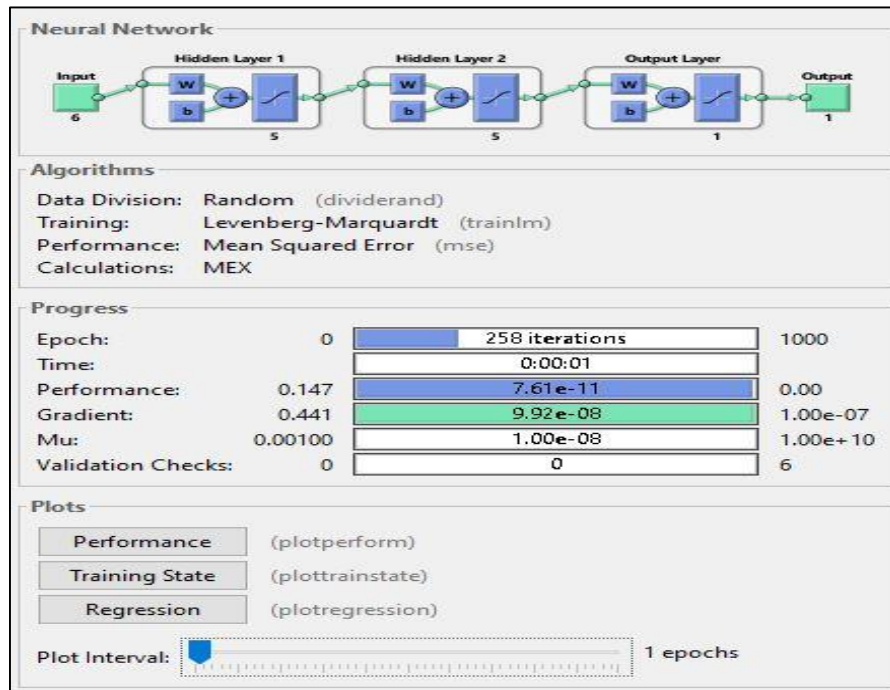 Neural Network
Hidden Layer 1 Hidden Layer 2 Output Layer
Input Output
W W W
b b b
+ + +
6 5 5 1 1
Algorithms
Data Division: Random (dividerand)
Training: Levenberg-Marquardt (trainlm)
Performance: Mean Squared Error (mse)
Calculations: MEX
Progress
Epoch: 0 258 iterations 1000
Time: 0:00:01
Performance: 0.147 7.61e-11 0.00
Gradient: 0.441 9.92e-08 1.00e-07
Mu: 0.00100 1.00e-08 1.00e+10
Validation Checks: 0 0 6
Plots
Performance (plotperform)
Training State (plottrainstate)
Regression (plotregression)
Plot Interval: 1 epochs